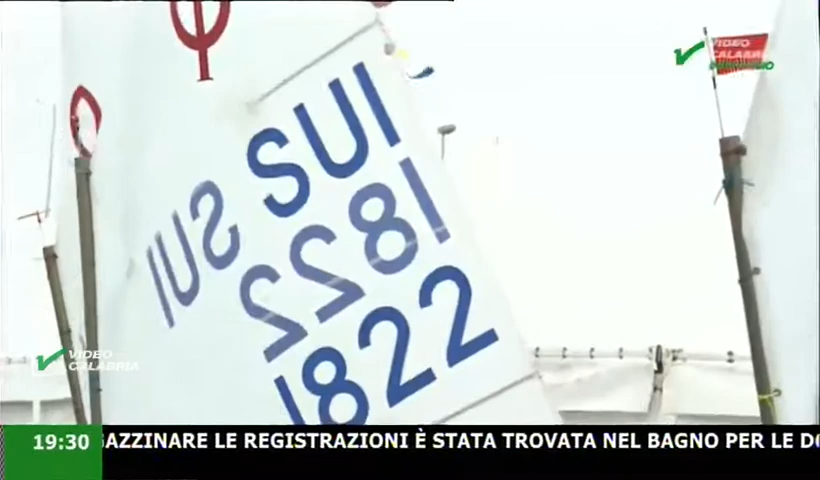 VIDEO
CALABRIA
SUI
SUI
1822
1822
VIDEO
CALABRIA
19:30
GAZZINARE LE REGISTRAZIONI È STATA TROVATA NEL BAGNO PER LE DO